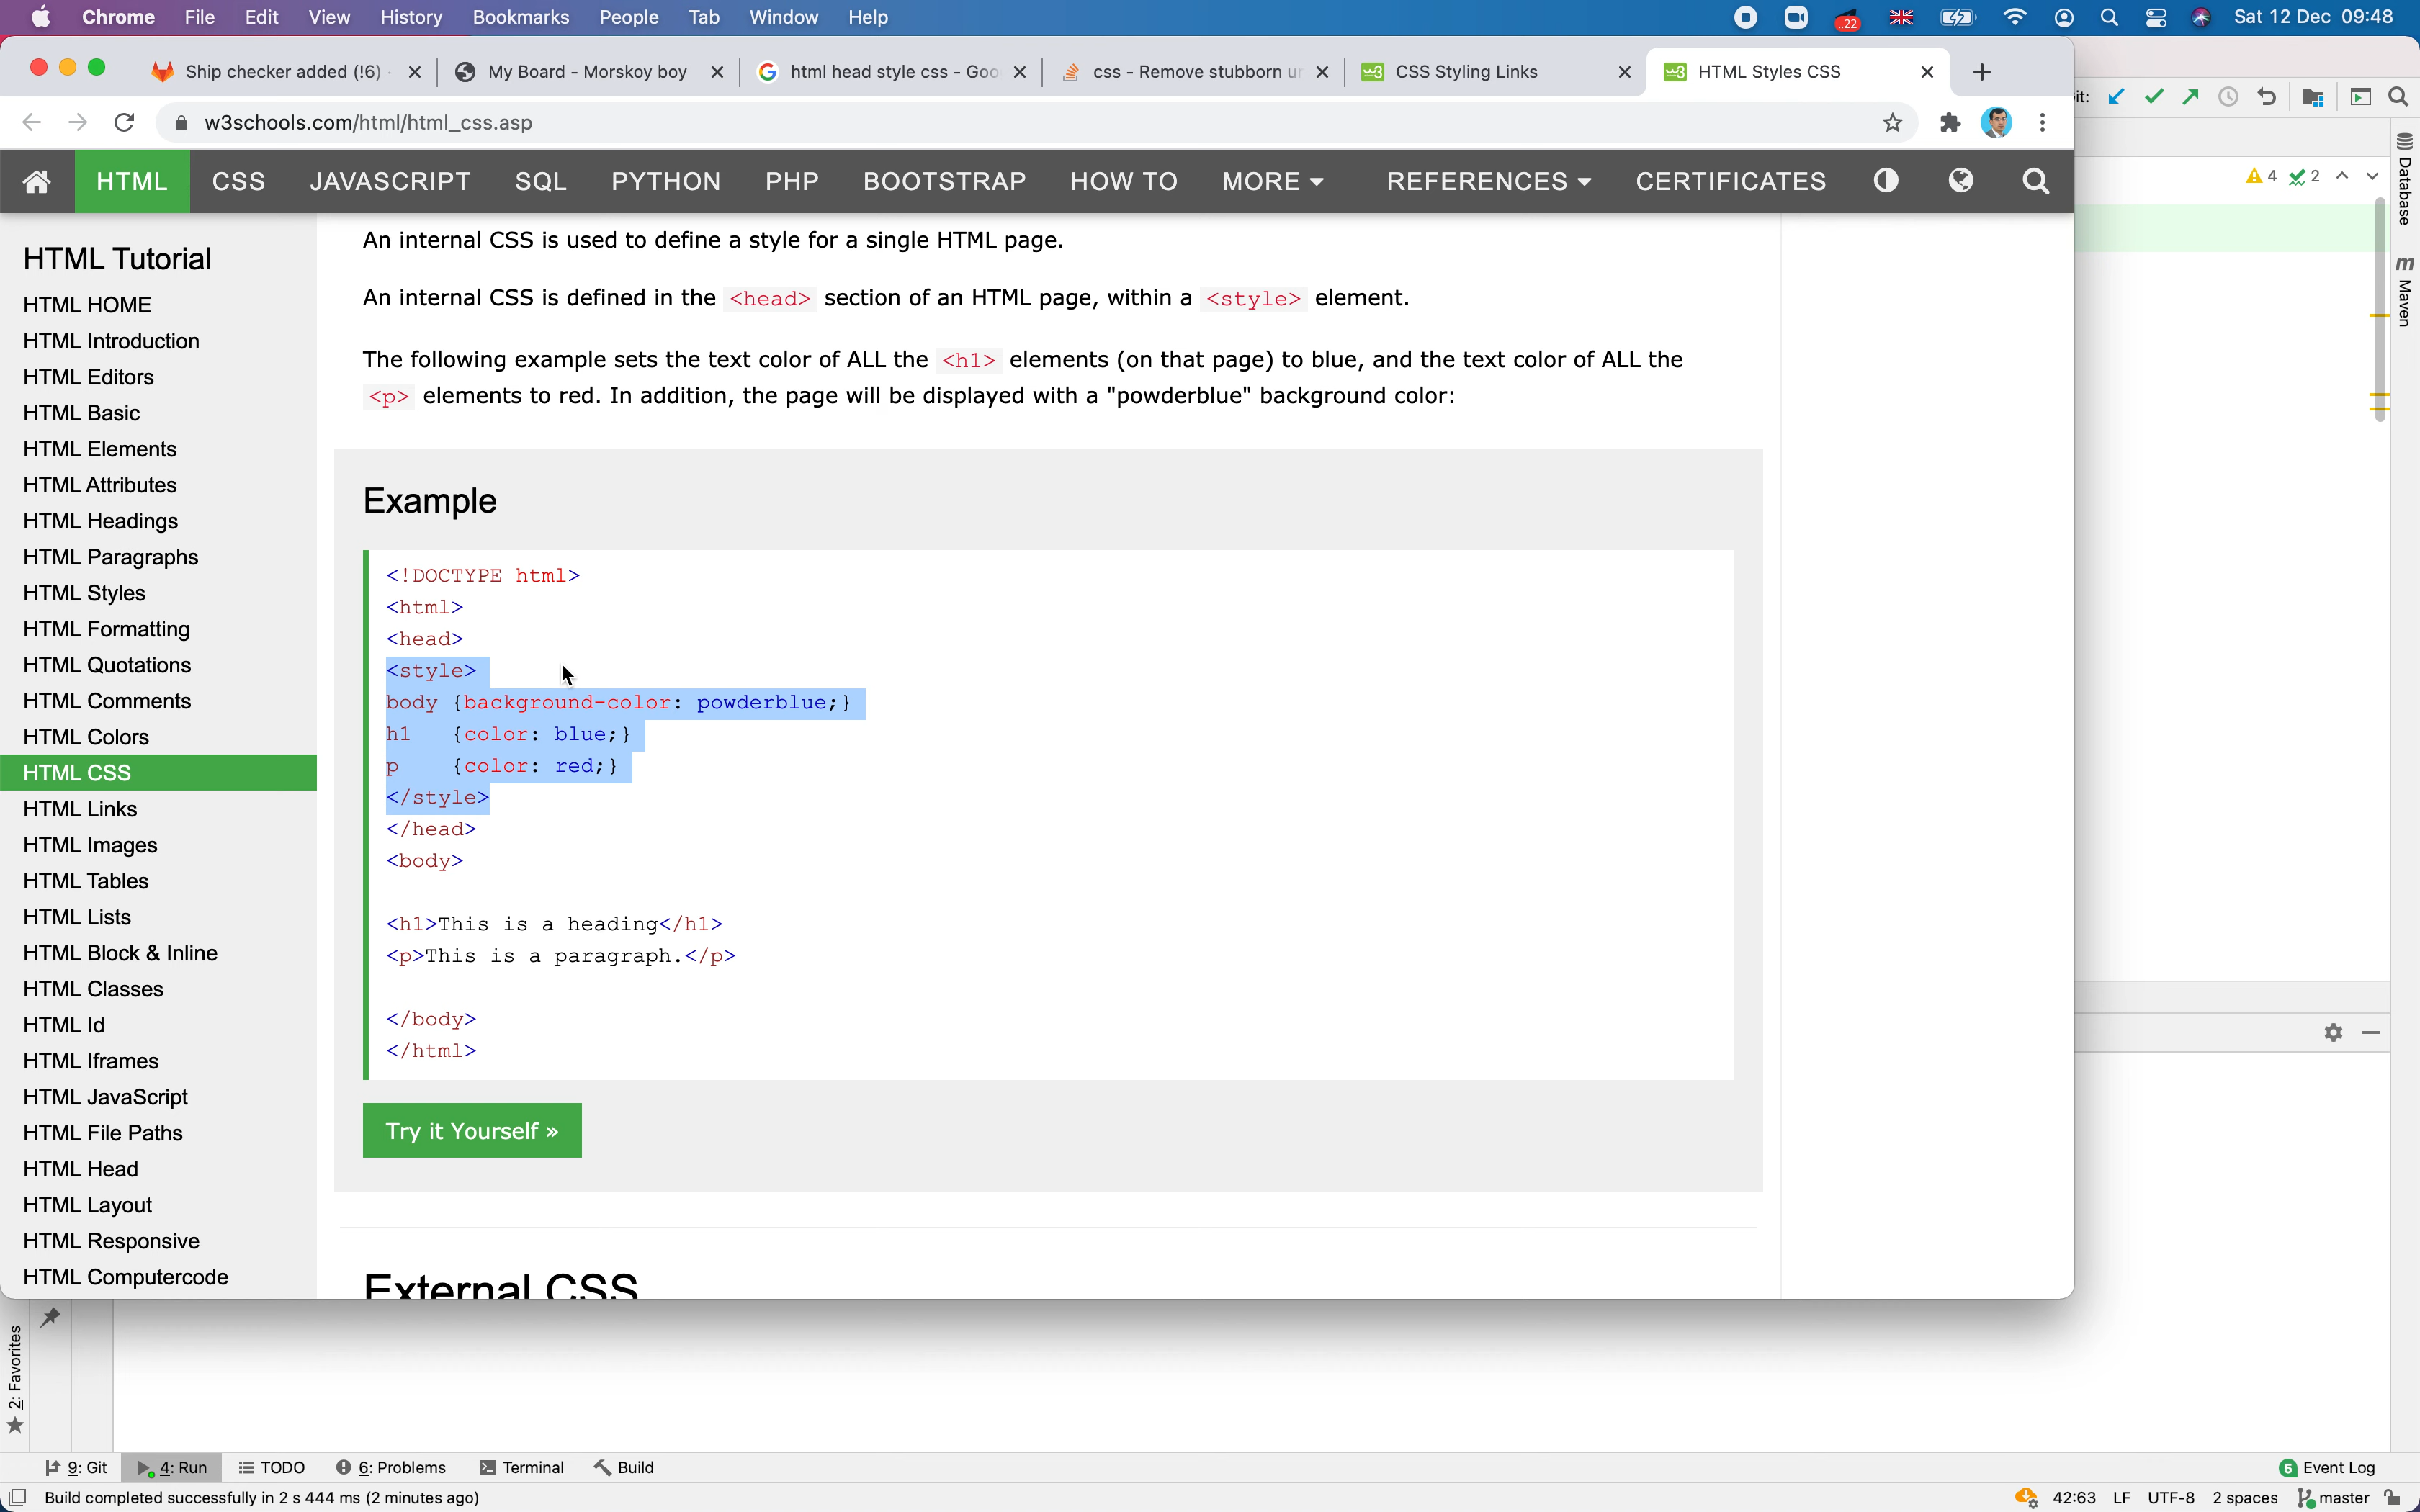 Chrome File Edit View History Bookmarks People Tab Window Help
..22
Sat 12 Dec 09:48
Ship checker added (!6)
My Board - Morskoy boy
html head style css - Goo
css - Remove stubborn ur
CSS Styling Links
HTML Styles CSS
it:
w3schools.com/html/html_css.asp
HTML CSS JAVASCRIPT SQL PYTHON PHP BOOTSTRAP HOW TO MORE REFERENCES CERTIFICATES
4 2
Database
m Maven
HTML Tutorial
HTML HOME
HTML Introduction
HTML Editors
HTML Basic
HTML Elements
HTML Attributes
HTML Headings
HTML Paragraphs
HTML Styles
HTML Formatting
HTML Quotations
HTML Comments
HTML Colors
HTML CSS
HTML Links
HTML Images
HTML Tables
HTML Lists
HTML Block & Inline
HTML Classes
HTML Id
HTML Iframes
HTML JavaScript
HTML File Paths
HTML Head
HTML Layout
HTML Responsive
HTML Computercode
An internal CSS is used to define a style for a single HTML page.
An internal CSS is defined in the <head> section of an HTML page, within a <style> element.
The following example sets the text color of ALL the <h1> elements (on that page) to blue, and the text color of ALL the
<p> elements to red. In addition, the page will be displayed with a "powderblue" background color:
Example
<!DOCTYPE html>
<html>
<head>
<style>
body {background-color: powderblue;}
h1   {color: blue;}
p    {color: red;}
</style>
</head>
<body>
<h1>This is a heading</h1>
<p>This is a paragraph.</p>
</body>
</html>
Try it Yourself »
External CSS
2: Favorites
9: Git
4: Run
TODO
6: Problems
Terminal
Build
5 Event Log
Build completed successfully in 2 s 444 ms (2 minutes ago)
42:63 LF UTF-8 2 spaces master